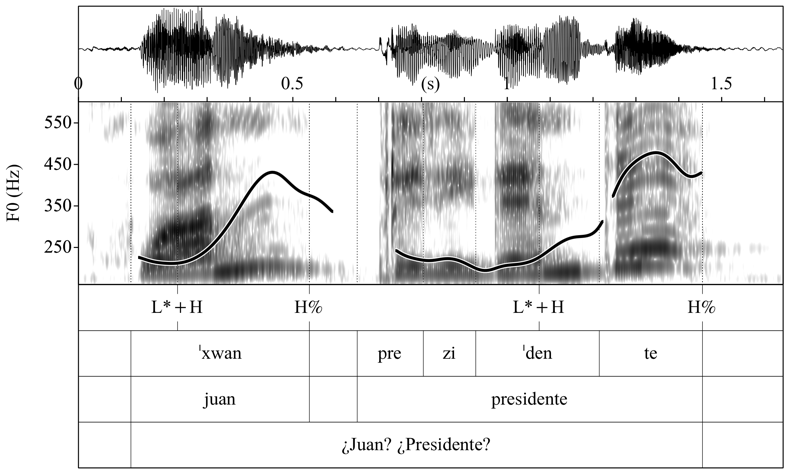 0 0.5 (s) 1 1.5
F0 (Hz)
550
450
350
250
L*+H H% L*+H H%
ˈxwan pre zi ˈden te
juan presidente
¿Juan? ¿Presidente?